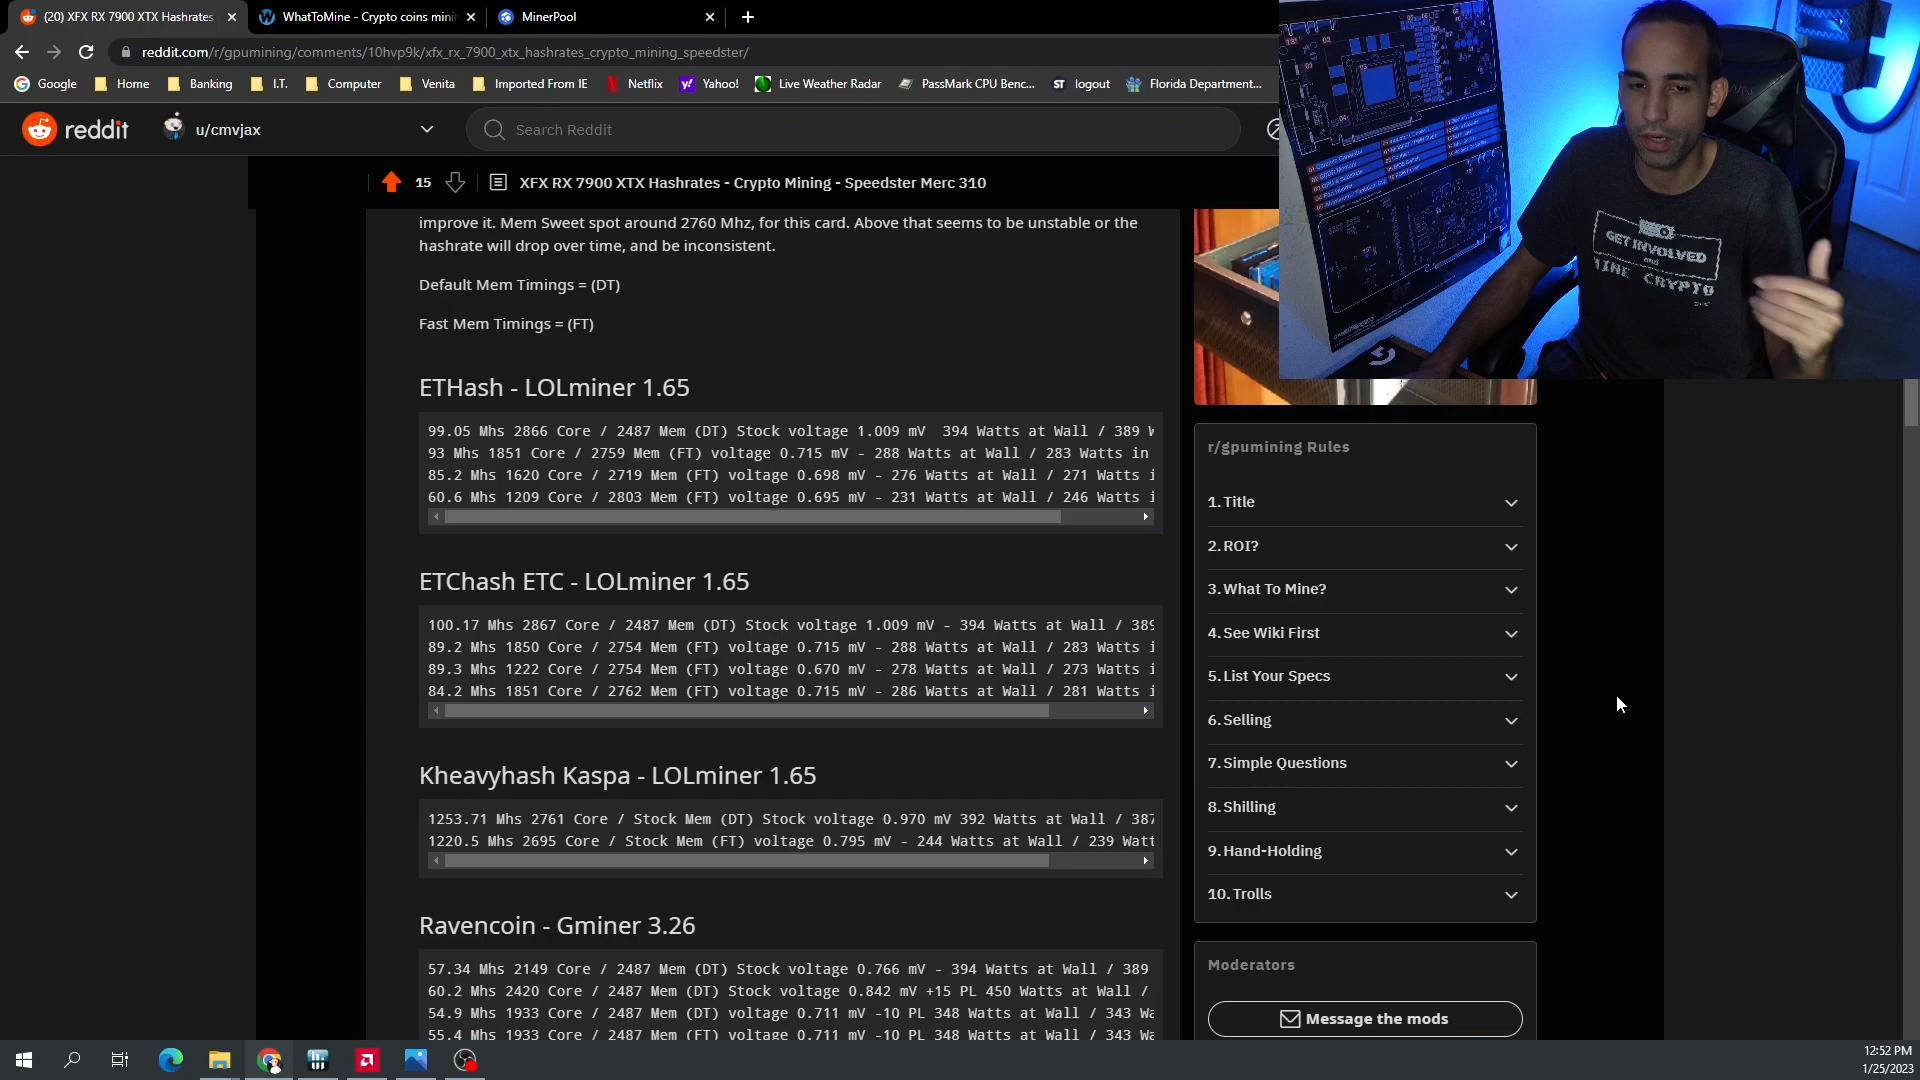 (20) XFX RX 7900 XTX Hashrates
WhatToMine - Crypto coins mini
MinerPool
reddit.com/r/gpumining/comments/10hvp9k/xfx_rx_7900_xtx_hashrates_crypto_mining_speedster/
Google Home Banking I.T. Computer Venita Imported From IE Netflix Yahoo! Live Weather Radar PassMark CPU Benc... ST logout Florida Department...
reddit u/cmvjax Search Reddit
15 XFX RX 7900 XTX Hashrates - Crypto Mining - Speedster Merc 310
improve it. Mem Sweet spot around 2760 Mhz, for this card. Above that seems to be unstable or the
hashrate will drop over time, and be inconsistent.
Default Mem Timings = (DT)
Fast Mem Timings = (FT)
ETHash - LOLminer 1.65
99.05 Mhs 2866 Core / 2487 Mem (DT) Stock voltage 1.009 mV 394 Watts at Wall / 389 W
93 Mhs 1851 Core / 2759 Mem (FT) voltage 0.715 mV - 288 Watts at Wall / 283 Watts in
85.2 Mhs 1620 Core / 2719 Mem (FT) voltage 0.698 mV - 276 Watts at Wall / 271 Watts i
60.6 Mhs 1209 Core / 2803 Mem (FT) voltage 0.695 mV - 231 Watts at Wall / 246 Watts i
ETChash ETC - LOLminer 1.65
100.17 Mhs 2867 Core / 2487 Mem (DT) Stock voltage 1.009 mV - 394 Watts at Wall / 389
89.2 Mhs 1850 Core / 2754 Mem (FT) voltage 0.715 mV - 288 Watts at Wall / 283 Watts i
89.3 Mhs 1222 Core / 2754 Mem (FT) voltage 0.670 mV - 278 Watts at Wall / 273 Watts i
84.2 Mhs 1851 Core / 2762 Mem (FT) voltage 0.715 mV - 286 Watts at Wall / 281 Watts i
Kheavyhash Kaspa - LOLminer 1.65
1253.71 Mhs 2761 Core / Stock Mem (DT) Stock voltage 0.970 mV 392 Watts at Wall / 387
1220.5 Mhs 2695 Core / Stock Mem (FT) voltage 0.795 mV - 244 Watts at Wall / 239 Watt
Ravencoin - Gminer 3.26
57.34 Mhs 2149 Core / 2487 Mem (DT) Stock voltage 0.766 mV - 394 Watts at Wall / 389
60.2 Mhs 2420 Core / 2487 Mem (DT) Stock voltage 0.842 mV +15 PL 450 Watts at Wall /
54.9 Mhs 1933 Core / 2487 Mem (DT) voltage 0.711 mV -10 PL 348 Watts at Wall / 343 Wa
55.4 Mhs 1933 Core / 2487 Mem (FT) voltage 0.711 mV -10 PL 348 Watts at Wall / 343 Wa
r/gpumining Rules
1. Title
2. ROI?
3. What To Mine?
4. See Wiki First
5. List Your Specs
6. Selling
7. Simple Questions
8. Shilling
9. Hand-Holding
10. Trolls
Moderators
Message the mods
GET INVOLVED
and
MINE CRYPTO
12:52 PM
1/25/2023